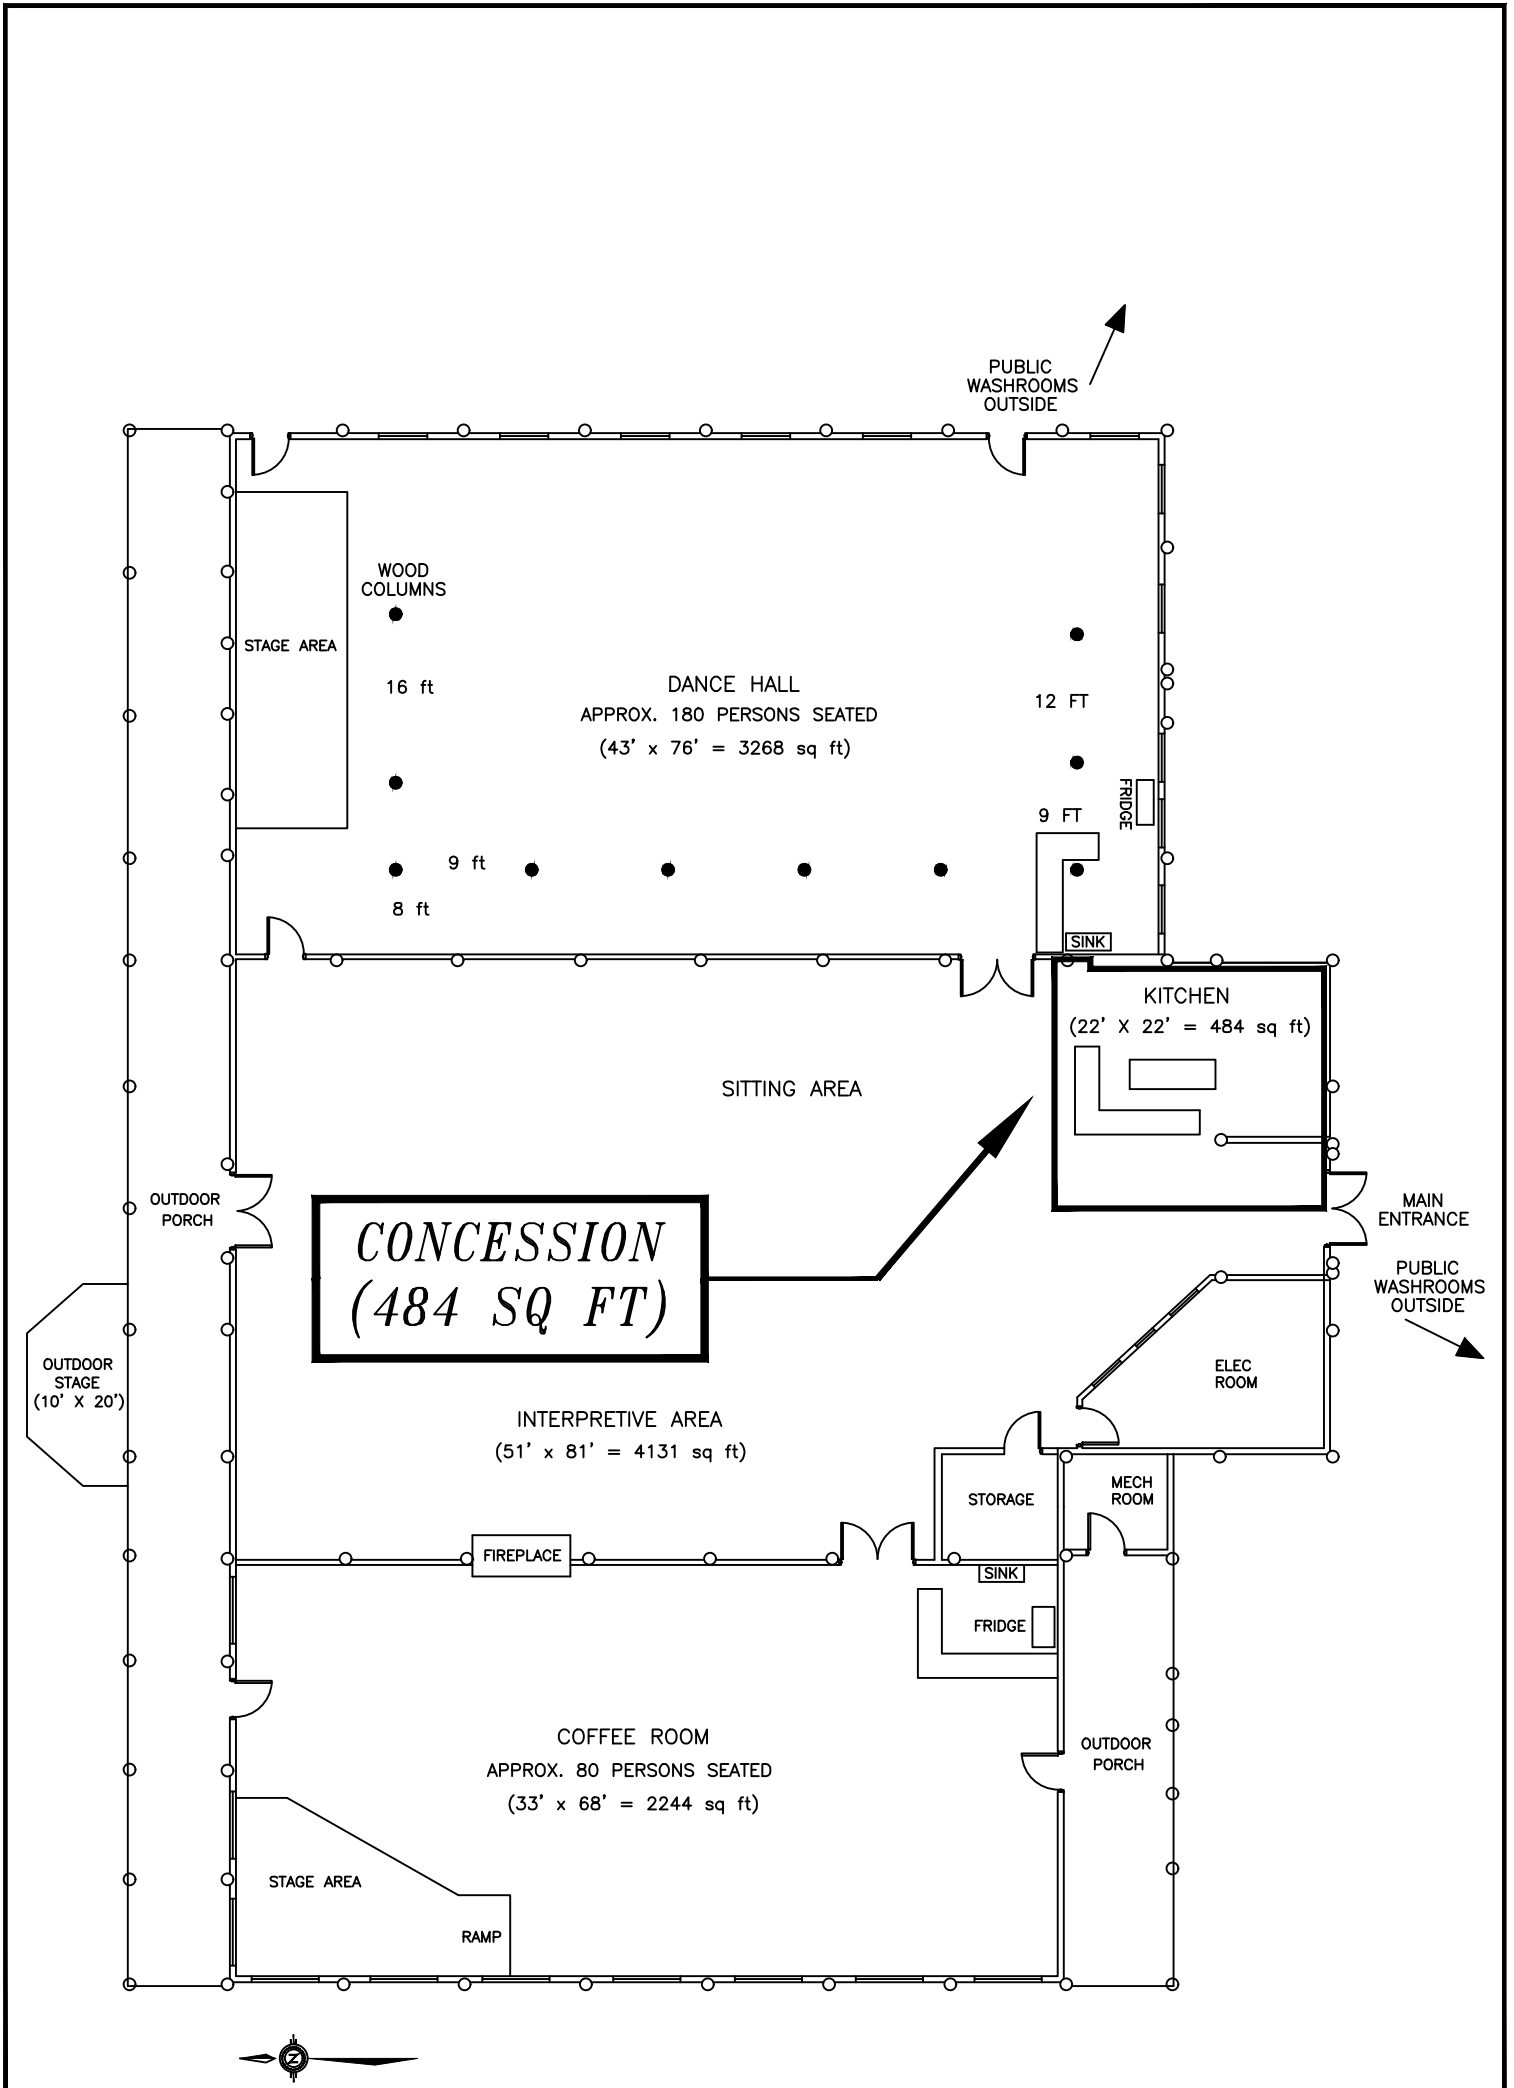 PUBLIC
WASHROOMS
OUTSIDE
WOOD
COLUMNS
STAGE AREA
16 ft
DANCE HALL
APPROX. 180 PERSONS SEATED
(43' x 76' = 3268 sq ft)
12 FT
FRIDGE
9 FT
9 ft
8 ft
SINK
KITCHEN
(22' X 22' = 484 sq ft)
SITTING AREA
OUTDOOR
PORCH
CONCESSION
(484 SQ FT)
MAIN
ENTRANCE
PUBLIC
WASHROOMS
OUTSIDE
OUTDOOR
STAGE
(10' X 20')
ELEC
ROOM
INTERPRETIVE AREA
(51' x 81' = 4131 sq ft)
STORAGE
MECH
ROOM
FIREPLACE
SINK
FRIDGE
COFFEE ROOM
APPROX. 80 PERSONS SEATED
(33' x 68' = 2244 sq ft)
OUTDOOR
PORCH
STAGE AREA
RAMP
N